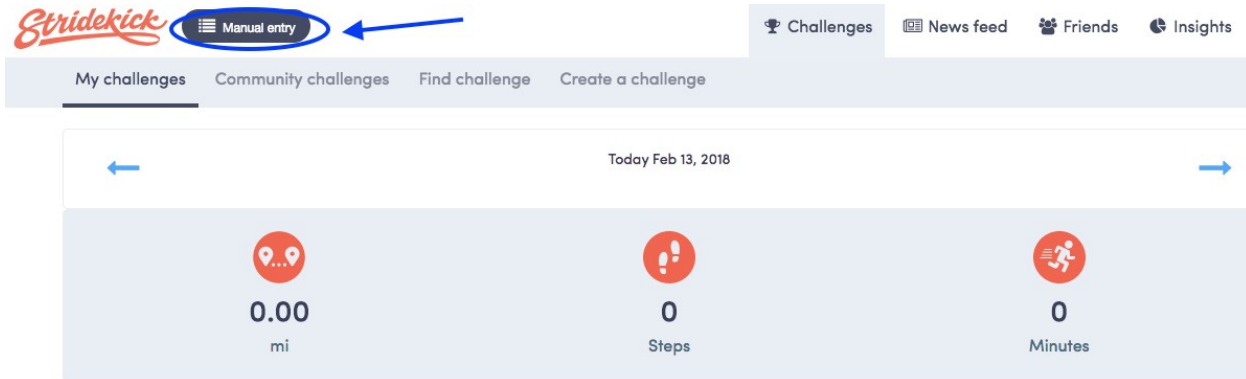 Stridekick Manual entry Challenges News feed Friends Insights
My challenges Community challenges Find challenge Create a challenge
Today Feb 13, 2018
0.00 0 0
mi Steps Minutes